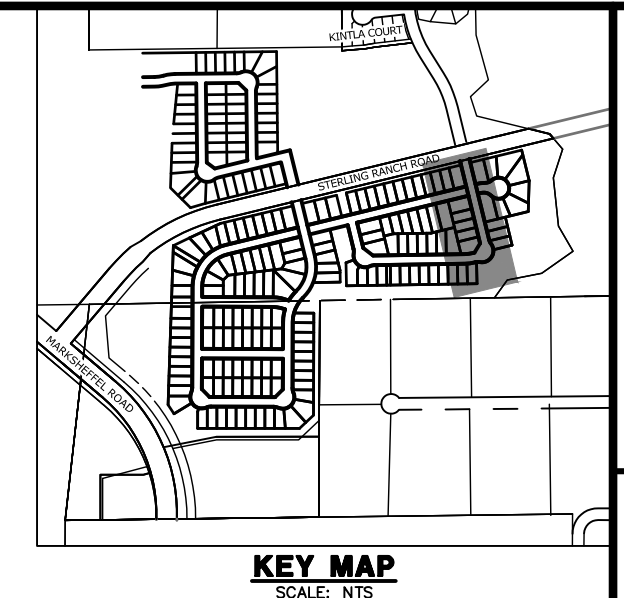 KINTLA COURT
STERLING RANCH ROAD
MARKSHEFFEL ROAD
KEY MAP
SCALE: NTS